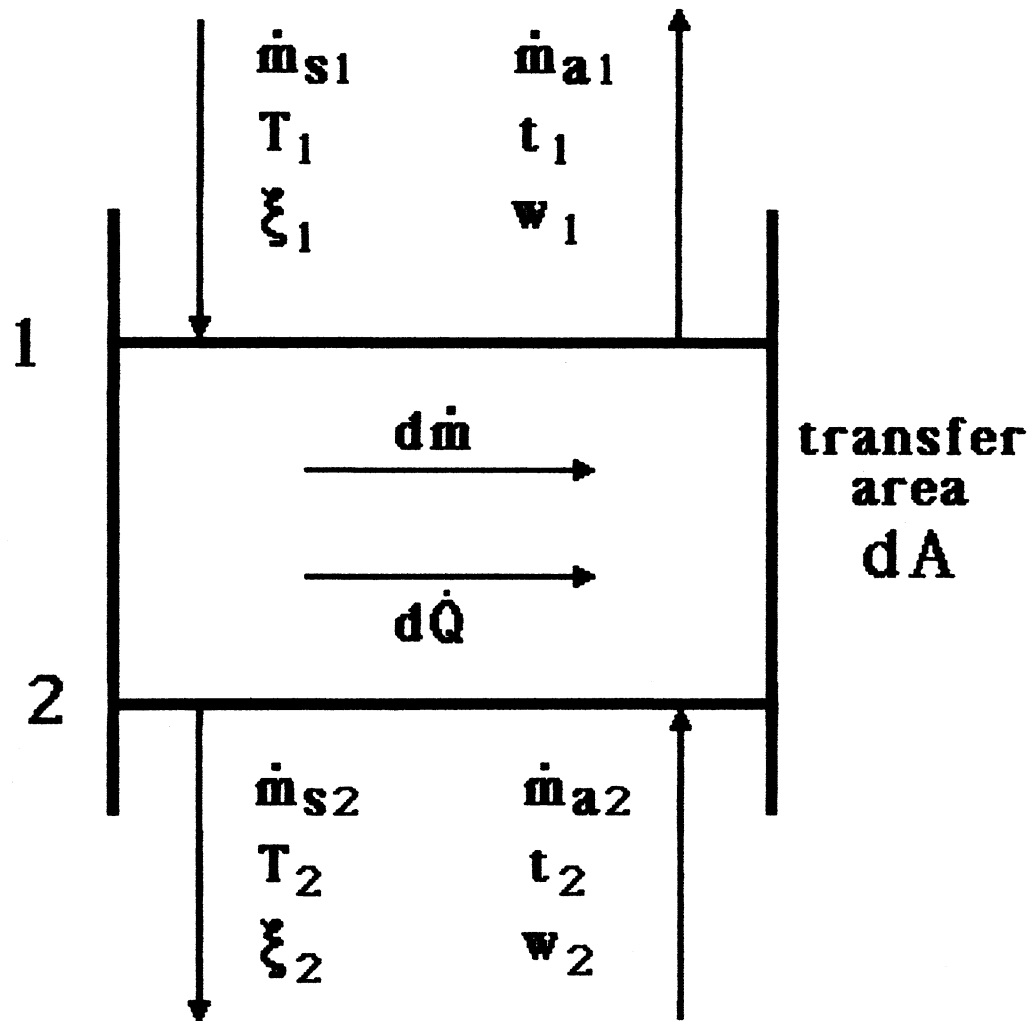 ṁs1 ṁa1
T1 t1
ξ1 w1
1
dṁ
transfer
area
dA
dQ̇
2
ṁs2 ṁa2
T2 t2
ξ2 w2